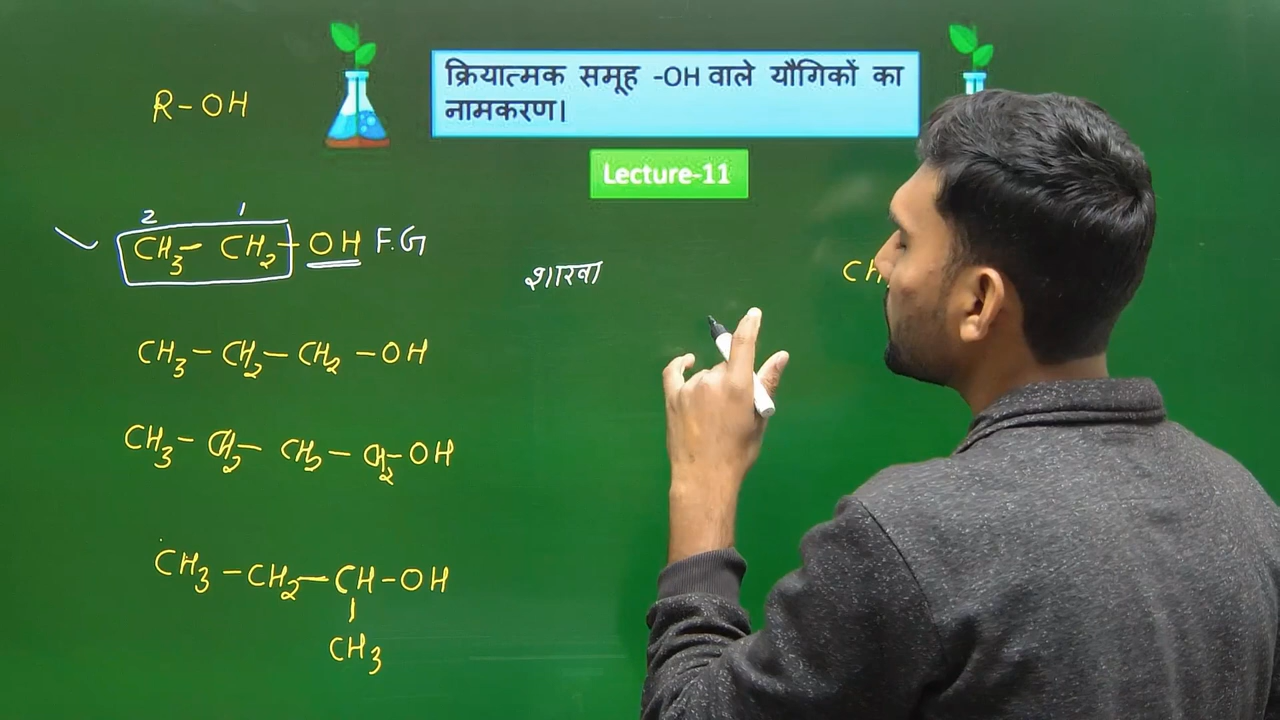 R-OH
क्रियात्मक समूह -OH वाले यौगिकों का
नामकरण।
Lecture-11
2 1
CH3-CH2-OH F.G
शाखा
CH
CH3-CH2-CH2-OH
CH3-CH2-CH2-CH2-OH
CH3-CH2-CH-OH
CH3